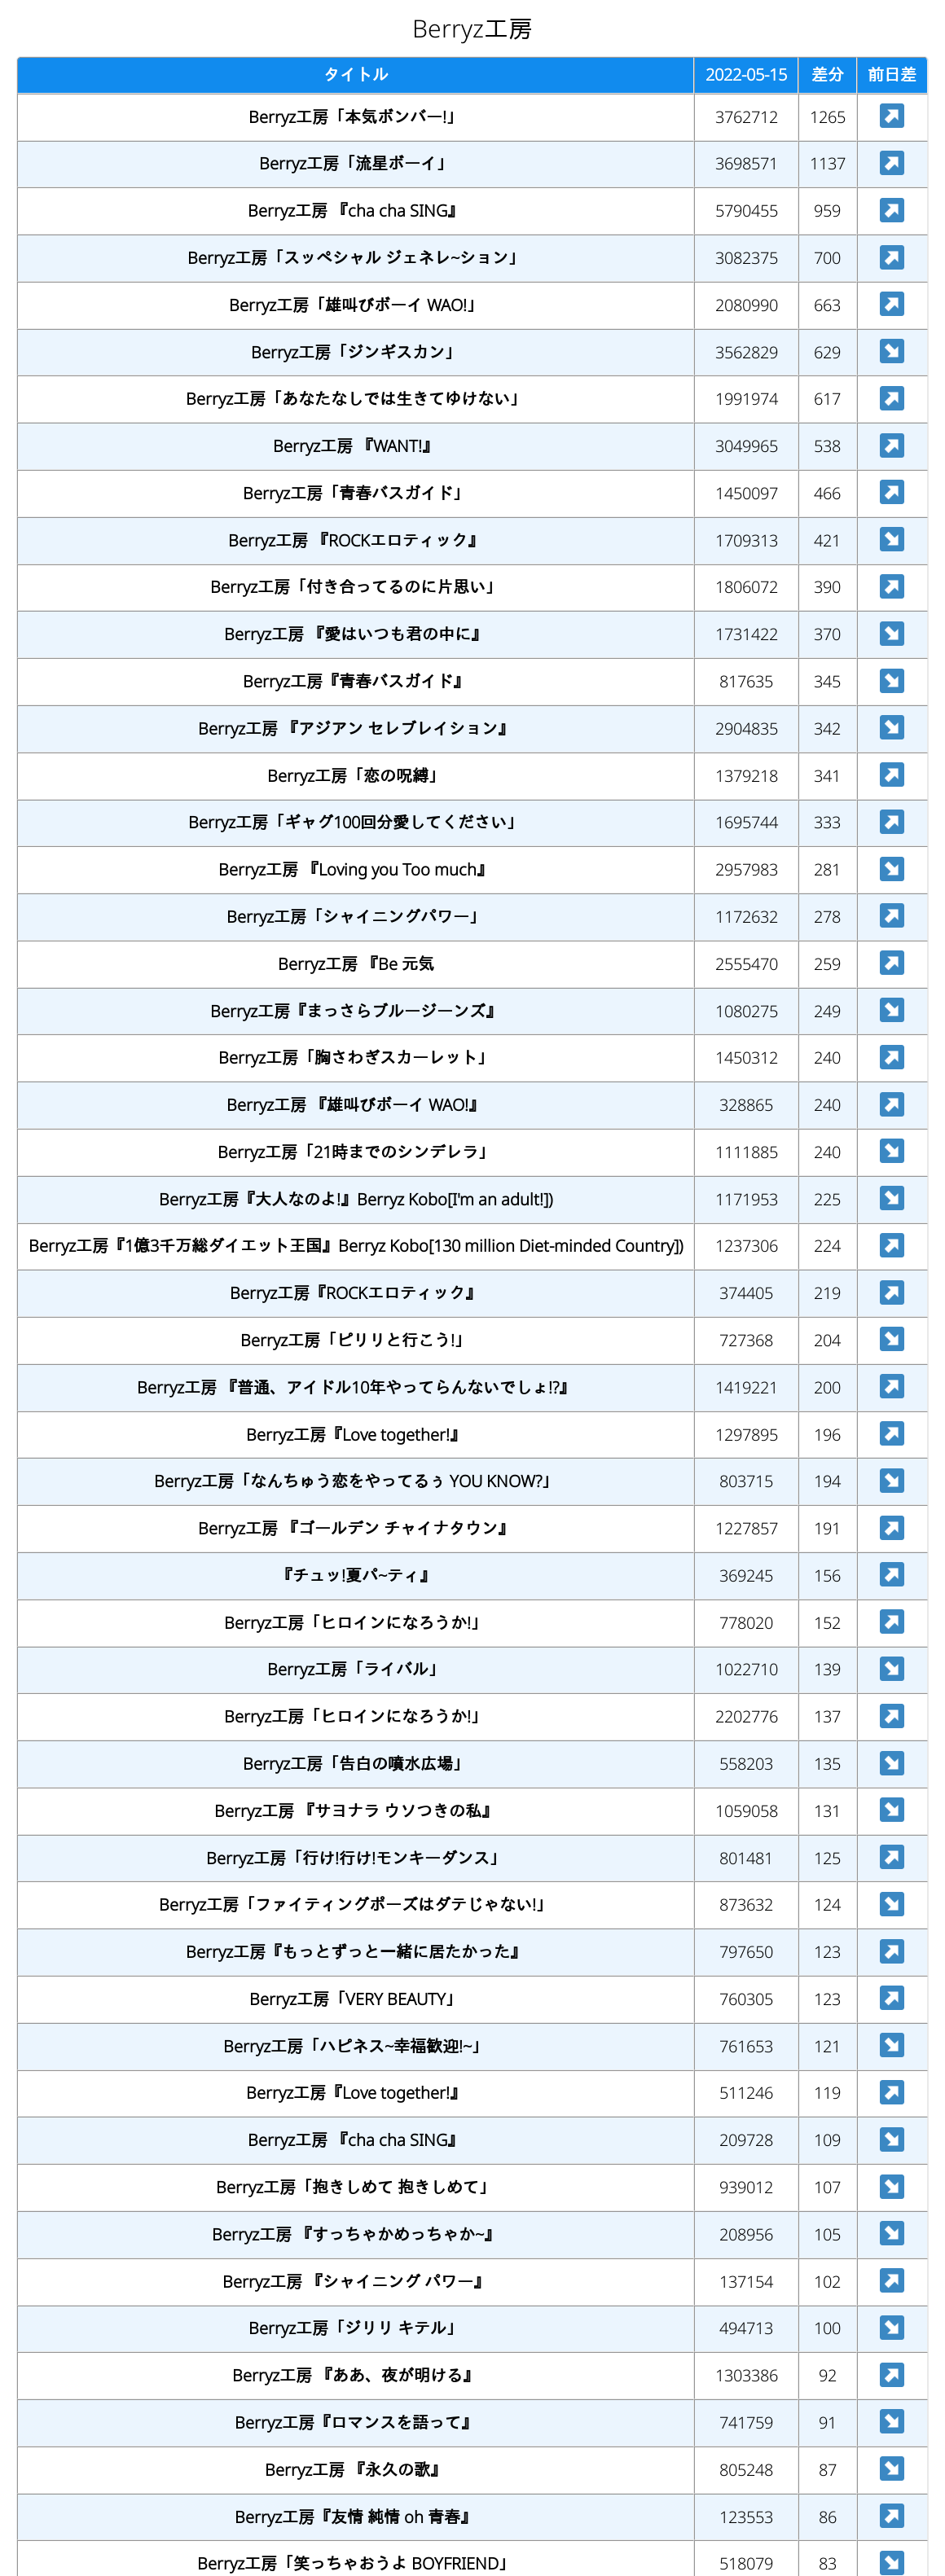 Berryz工房
タイトル 2022-05-15 差分 前日差
Berryz工房「本気ボンバー!」 3762712 1265
Berryz工房「流星ボーイ」 3698571 1137
Berryz工房 『cha cha SING』 5790455 959
Berryz工房「スッペシャル ジェネレ~ション」 3082375 700
Berryz工房「雄叫びボーイ WAO!」 2080990 663
Berryz工房「ジンギスカン」 3562829 629
Berryz工房「あなたなしでは生きてゆけない」 1991974 617
Berryz工房 『WANT!』 3049965 538
Berryz工房「青春バスガイド」 1450097 466
Berryz工房 『ROCKエロティック』 1709313 421
Berryz工房「付き合ってるのに片思い」 1806072 390
Berryz工房 『愛はいつも君の中に』 1731422 370
Berryz工房『青春バスガイド』 817635 345
Berryz工房 『アジアン セレブレイション』 2904835 342
Berryz工房「恋の呪縛」 1379218 341
Berryz工房「ギャグ100回分愛してください」 1695744 333
Berryz工房 『Loving you Too much』 2957983 281
Berryz工房「シャイニングパワー」 1172632 278
Berryz工房 『Be 元気 2555470 259
Berryz工房『まっさらブルージーンズ』 1080275 249
Berryz工房「胸さわぎスカーレット」 1450312 240
Berryz工房 『雄叫びボーイ WAO!』 328865 240
Berryz工房「21時までのシンデレラ」 1111885 240
Berryz工房『大人なのよ!』Berryz Kobo[I'm an adult!]) 1171953 225
Berryz工房『1億3千万総ダイエット王国』Berryz Kobo[130 million Diet-minded Country]) 1237306 224
Berryz工房『ROCKエロティック』 374405 219
Berryz工房「ピリリと行こう!」 727368 204
Berryz工房 『普通、アイドル10年やってらんないでしょ!?』 1419221 200
Berryz工房『Love together!』 1297895 196
Berryz工房「なんちゅう恋をやってるぅ YOU KNOW?」 803715 194
Berryz工房 『ゴールデン チャイナタウン』 1227857 191
『チュッ!夏パ~ティ』 369245 156
Berryz工房「ヒロインになろうか!」 778020 152
Berryz工房「ライバル」 1022710 139
Berryz工房「ヒロインになろうか!」 2202776 137
Berryz工房「告白の噴水広場」 558203 135
Berryz工房 『サヨナラ ウソつきの私』 1059058 131
Berryz工房「行け!行け!モンキーダンス」 801481 125
Berryz工房「ファイティングポーズはダテじゃない!」 873632 124
Berryz工房『もっとずっと一緒に居たかった』 797650 123
Berryz工房「VERY BEAUTY」 760305 123
Berryz工房「ハピネス~幸福歓迎!~」 761653 121
Berryz工房『Love together!』 511246 119
Berryz工房 『cha cha SING』 209728 109
Berryz工房「抱きしめて 抱きしめて」 939012 107
Berryz工房 『すっちゃかめっちゃか~』 208956 105
Berryz工房 『シャイニング パワー』 137154 102
Berryz工房「ジリリ キテル」 494713 100
Berryz工房 『ああ、夜が明ける』 1303386 92
Berryz工房『ロマンスを語って』 741759 91
Berryz工房 『永久の歌』 805248 87
Berryz工房『友情 純情 oh 青春』 123553 86
Berryz工房「笑っちゃおうよ BOYFRIEND」 518079 83